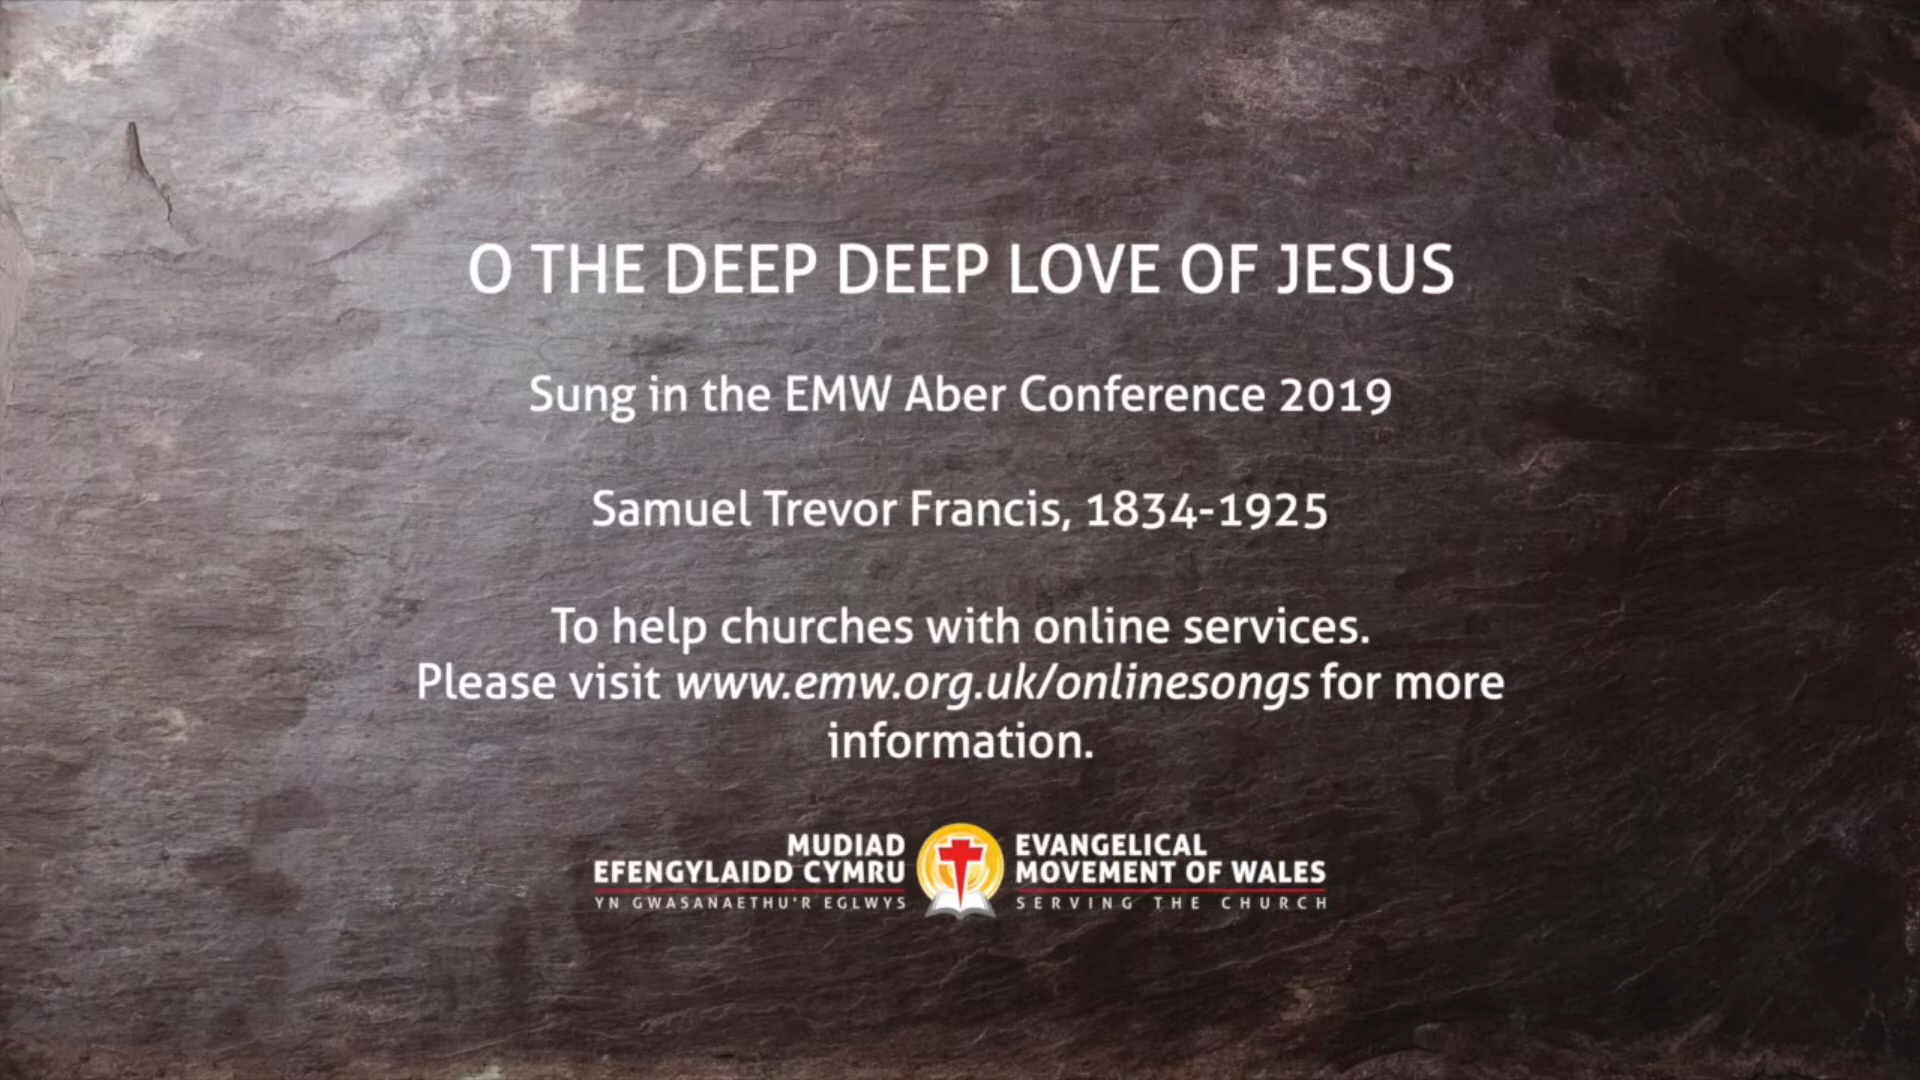 O THE DEEP DEEP LOVE OF JESUS
Sung in the EMW Aber Conference 2019
Samuel Trevor Francis, 1834-1925
To help churches with online services.
Please visit www.emw.org.uk/onlinesongs for more
information.
MUDIAD
EFENGYLAIDD CYMRU
YN GWASANAETHU'R EGLWYS
EVANGELICAL
MOVEMENT OF WALES
SERVING THE CHURCH